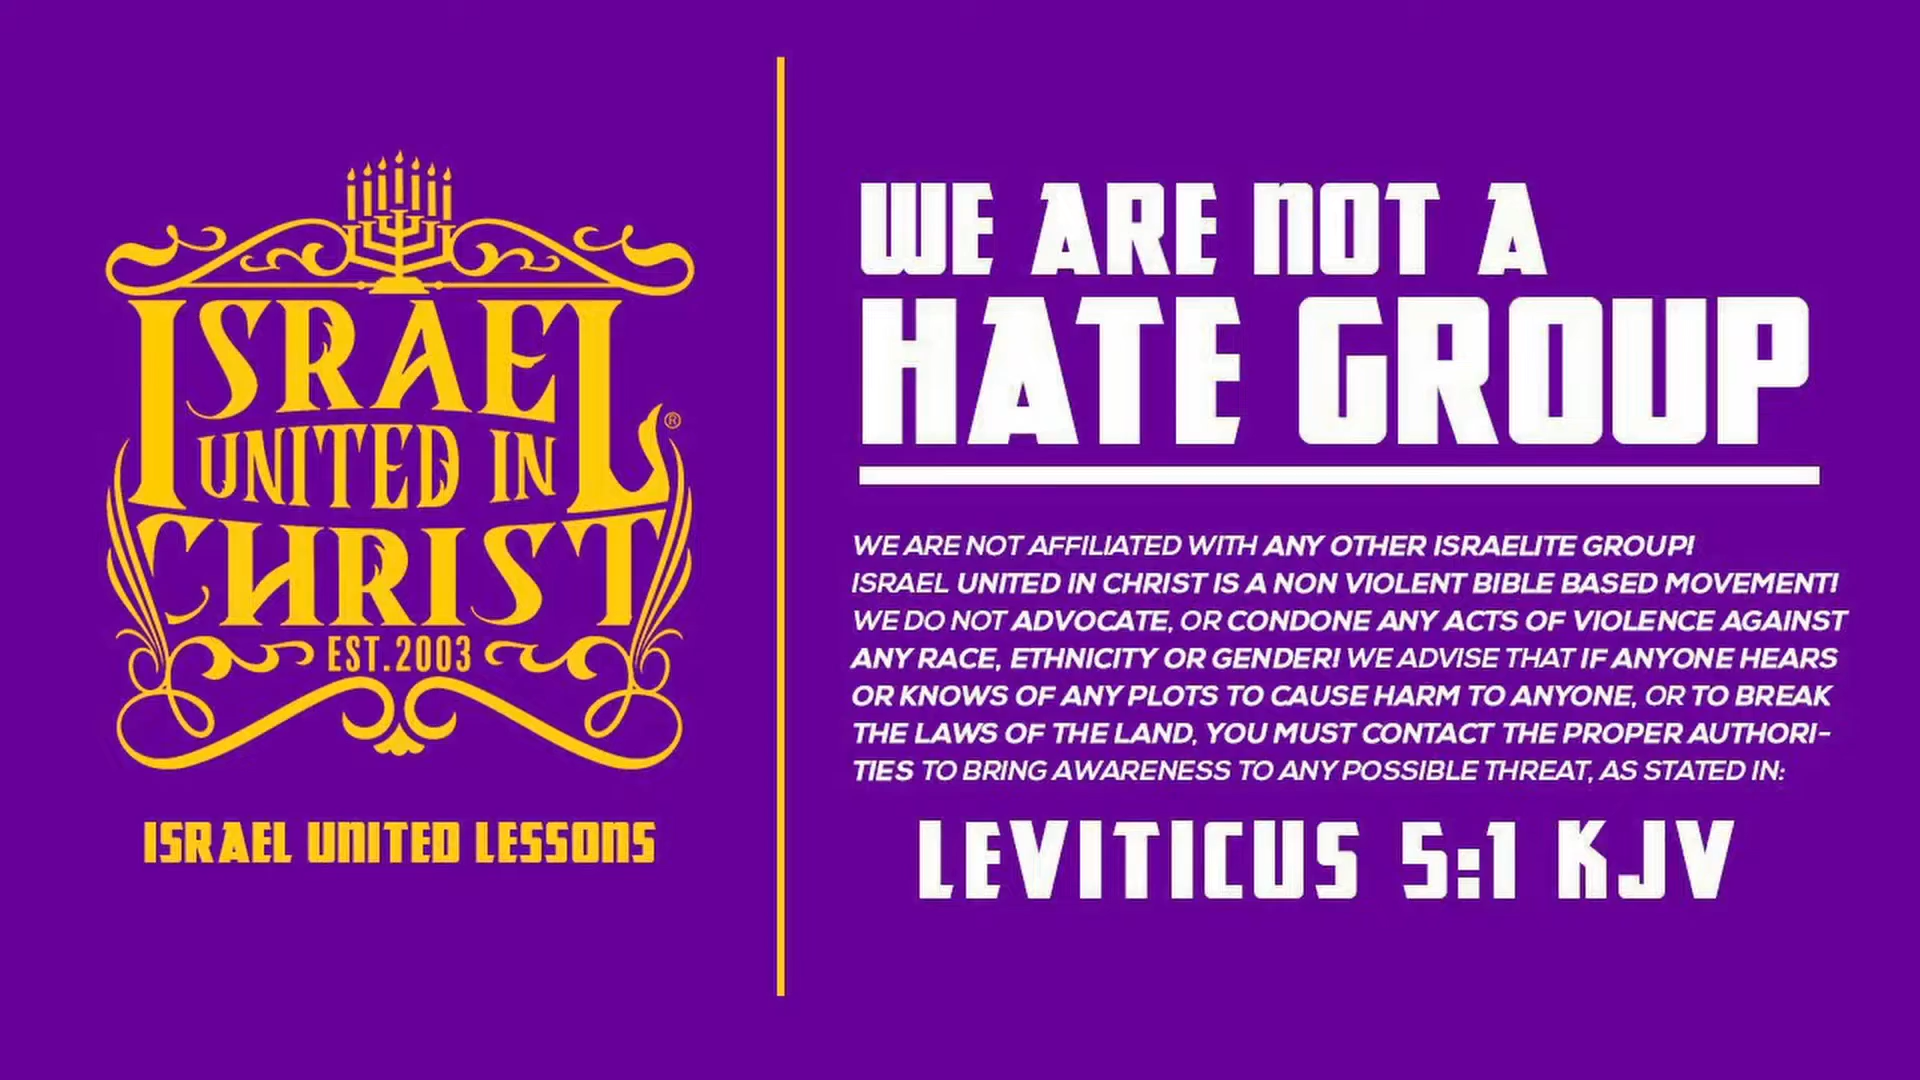 ISRAEL
UNITED IN
CHRIST
®
EST.2003
ISRAEL UNITED LESSONS
WE ARE NOT A
HATE GROUP
WE ARE NOT AFFILIATED WITH ANY OTHER ISRAELITE GROUP!
ISRAEL UNITED IN CHRIST IS A NON VIOLENT BIBLE BASED MOVEMENT!
WE DO NOT ADVOCATE, OR CONDONE ANY ACTS OF VIOLENCE AGAINST
ANY RACE, ETHNICITY OR GENDER! WE ADVISE THAT IF ANYONE HEARS
OR KNOWS OF ANY PLOTS TO CAUSE HARM TO ANYONE, OR TO BREAK
THE LAWS OF THE LAND, YOU MUST CONTACT THE PROPER AUTHORI-
TIES TO BRING AWARENESS TO ANY POSSIBLE THREAT, AS STATED IN:
LEVITICUS 5:1 KJV